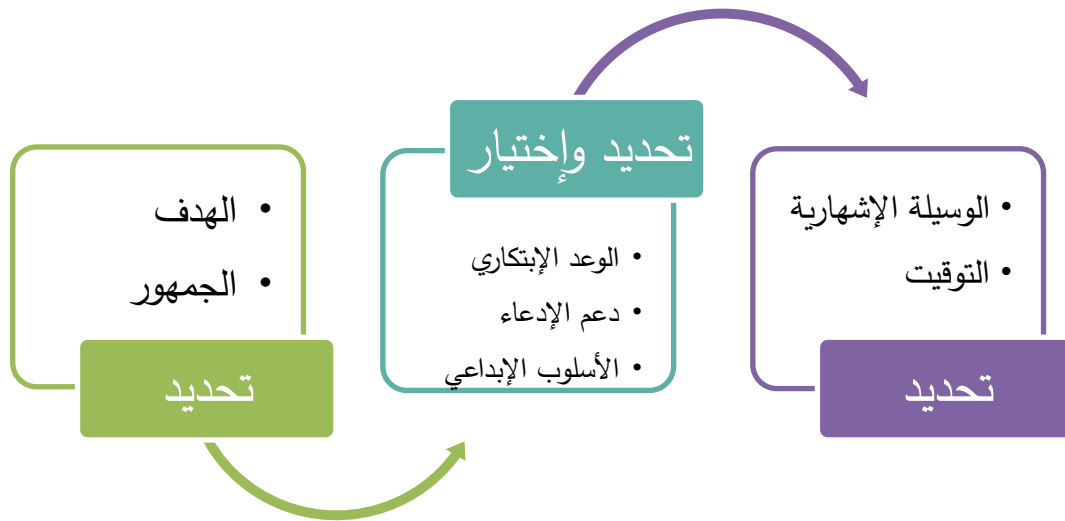 الهدف
الجمهور
تحديد
تحديد وإختيار
الوعد الإبتكاري
دعم الإدعاء
الأسلوب الإبداعي
الوسيلة الإشهارية
التوقيت
تحديد